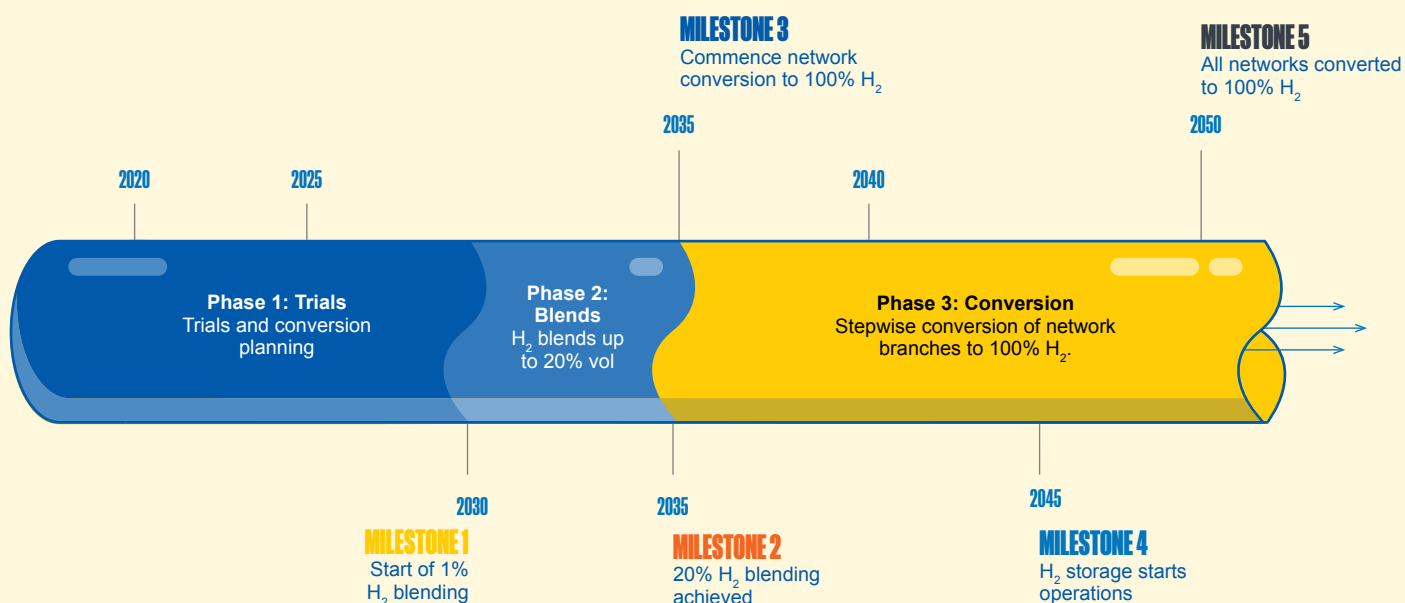 MILESTONE 3
Commence network
conversion to 100% H₂
MILESTONE 5
All networks converted
to 100% H₂
2035
2050
2020
2025
2040
Phase 1: Trials
Trials and conversion
planning
Phase 2:
Blends
H₂ blends up
to 20% vol
Phase 3: Conversion
Stepwise conversion of network
branches to 100% H₂.
2030
MILESTONE 1
Start of 1%
H₂ blending
2035
MILESTONE 2
20% H₂ blending
achieved
2045
MILESTONE 4
H₂ storage starts
operations